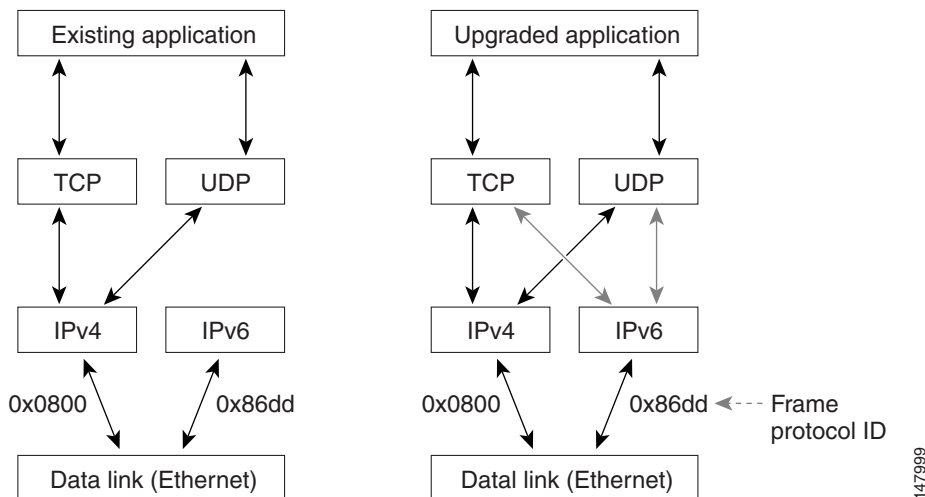 Existing application
Upgraded application
TCP
UDP
TCP
UDP
IPv4
IPv6
IPv4
IPv6
0x0800
0x86dd
0x0800
0x86dd
Frame
protocol ID
Data link (Ethernet)
Datal link (Ethernet)
147999